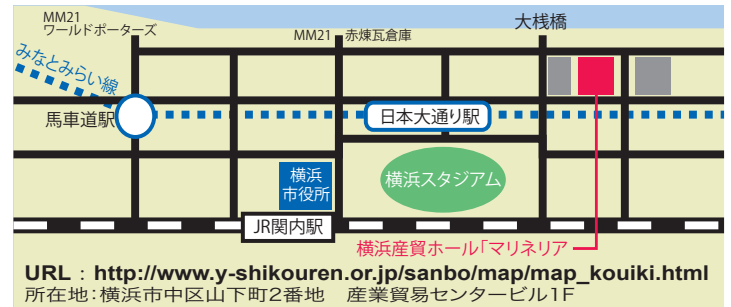 MM21
ワールドポーターズ
MM21
赤煉瓦倉庫
大桟橋
みなとみらい線
馬車道駅
日本大通り駅
横浜
市役所
横浜スタジアム
JR関内駅
横浜産貿ホール「マリネリア
URL：http://www.y-shikouren.or.jp/sanbo/map/map_kouiki.html
所在地:横浜市中区山下町2番地　産業貿易センタービル1F